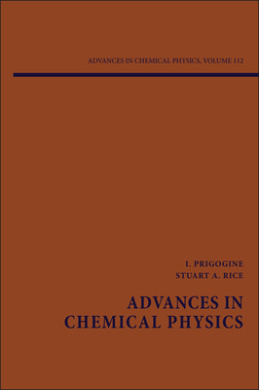 ADVANCES IN CHEMICAL PHYSICS, VOLUME 112
I. PRIGOGINE
STUART A. RICE
ADVANCES IN
CHEMICAL PHYSICS